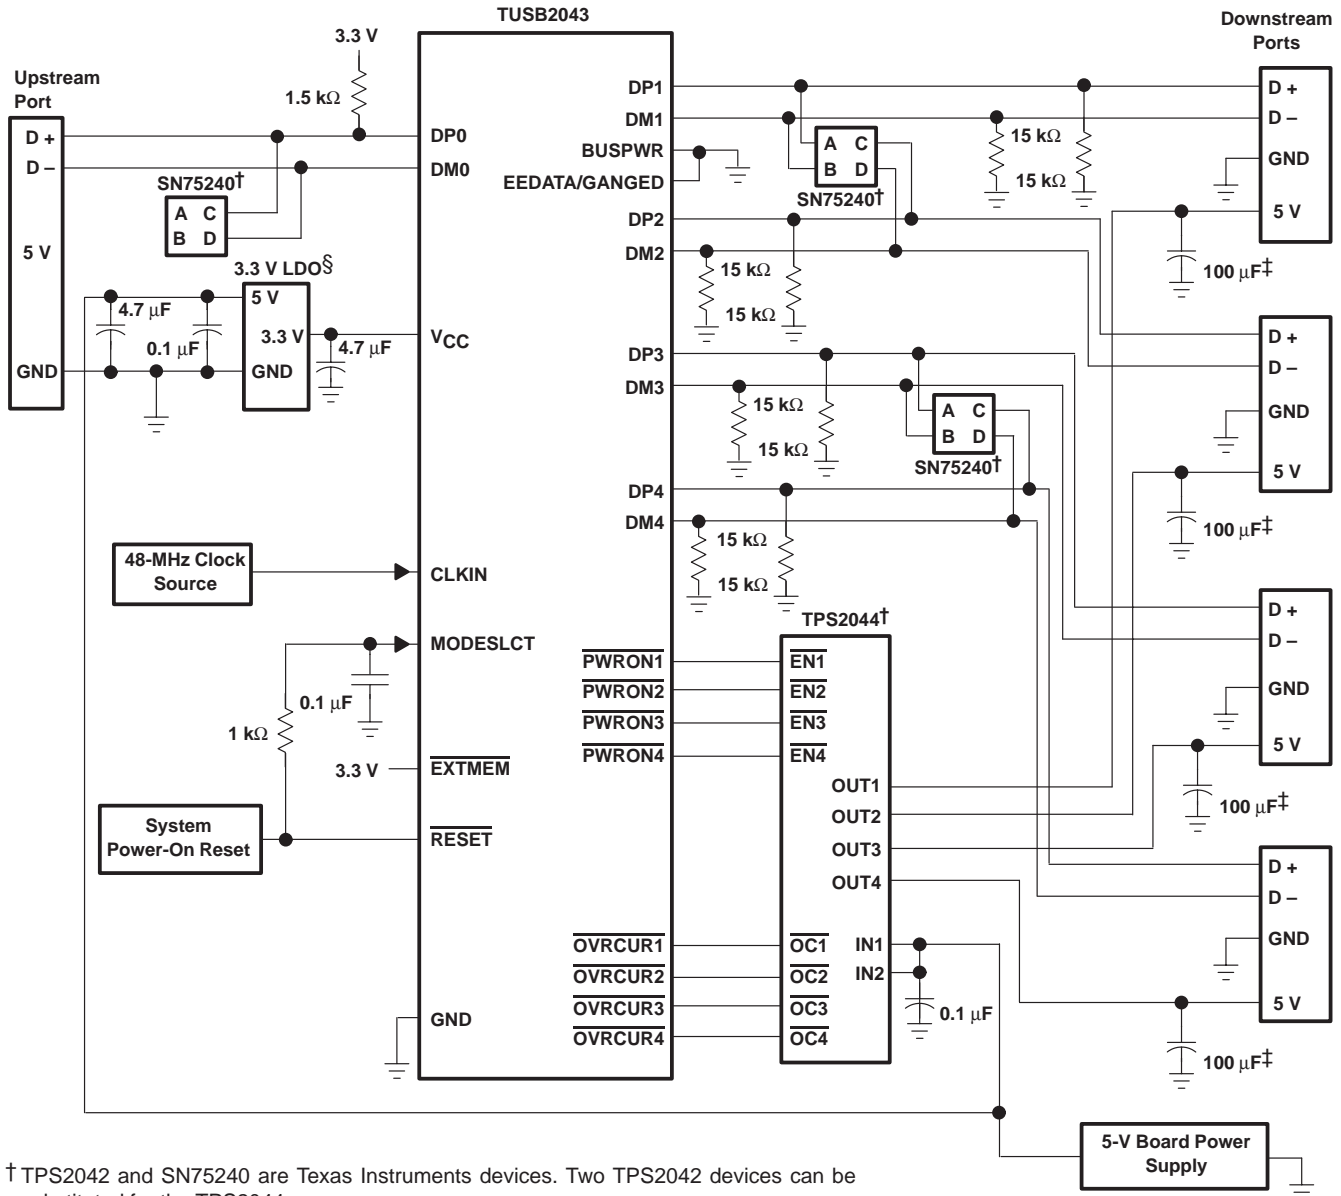 TUSB2043
Downstream
Ports
3.3 V
Upstream
Port
1.5 kΩ
D +
D –
5 V
GND
SN75240†
A C
B D
3.3 V LDO§
5 V
3.3 V
GND
4.7 μF
0.1 μF
4.7 μF
DP0
DM0
VCC
CLKIN
MODESLCT
EXTMEM
RESET
GND
48-MHz Clock
Source
0.1 μF
1 kΩ
3.3 V
System
Power-On Reset
DP1
DM1
BUSPWR
EEDATA/GANGED
DP2
DM2
DP3
DM3
DP4
DM4
PWRON1
PWRON2
PWRON3
PWRON4
OVRCUR1
OVRCUR2
OVRCUR3
OVRCUR4
A C
B D
SN75240†
15 kΩ
15 kΩ
15 kΩ
15 kΩ
15 kΩ
15 kΩ
A C
B D
SN75240†
15 kΩ
15 kΩ
TPS2044†
EN1
EN2
EN3
EN4
OUT1
OUT2
OUT3
OUT4
OC1
OC2
OC3
OC4
IN1
IN2
0.1 μF
D +
D –
GND
5 V
100 μF‡
D +
D –
GND
5 V
100 μF‡
D +
D –
GND
5 V
100 μF‡
D +
D –
GND
5 V
100 μF‡
5-V Board Power
Supply
† TPS2042 and SN75240 are Texas Instruments devices. Two TPS2042 devices can be